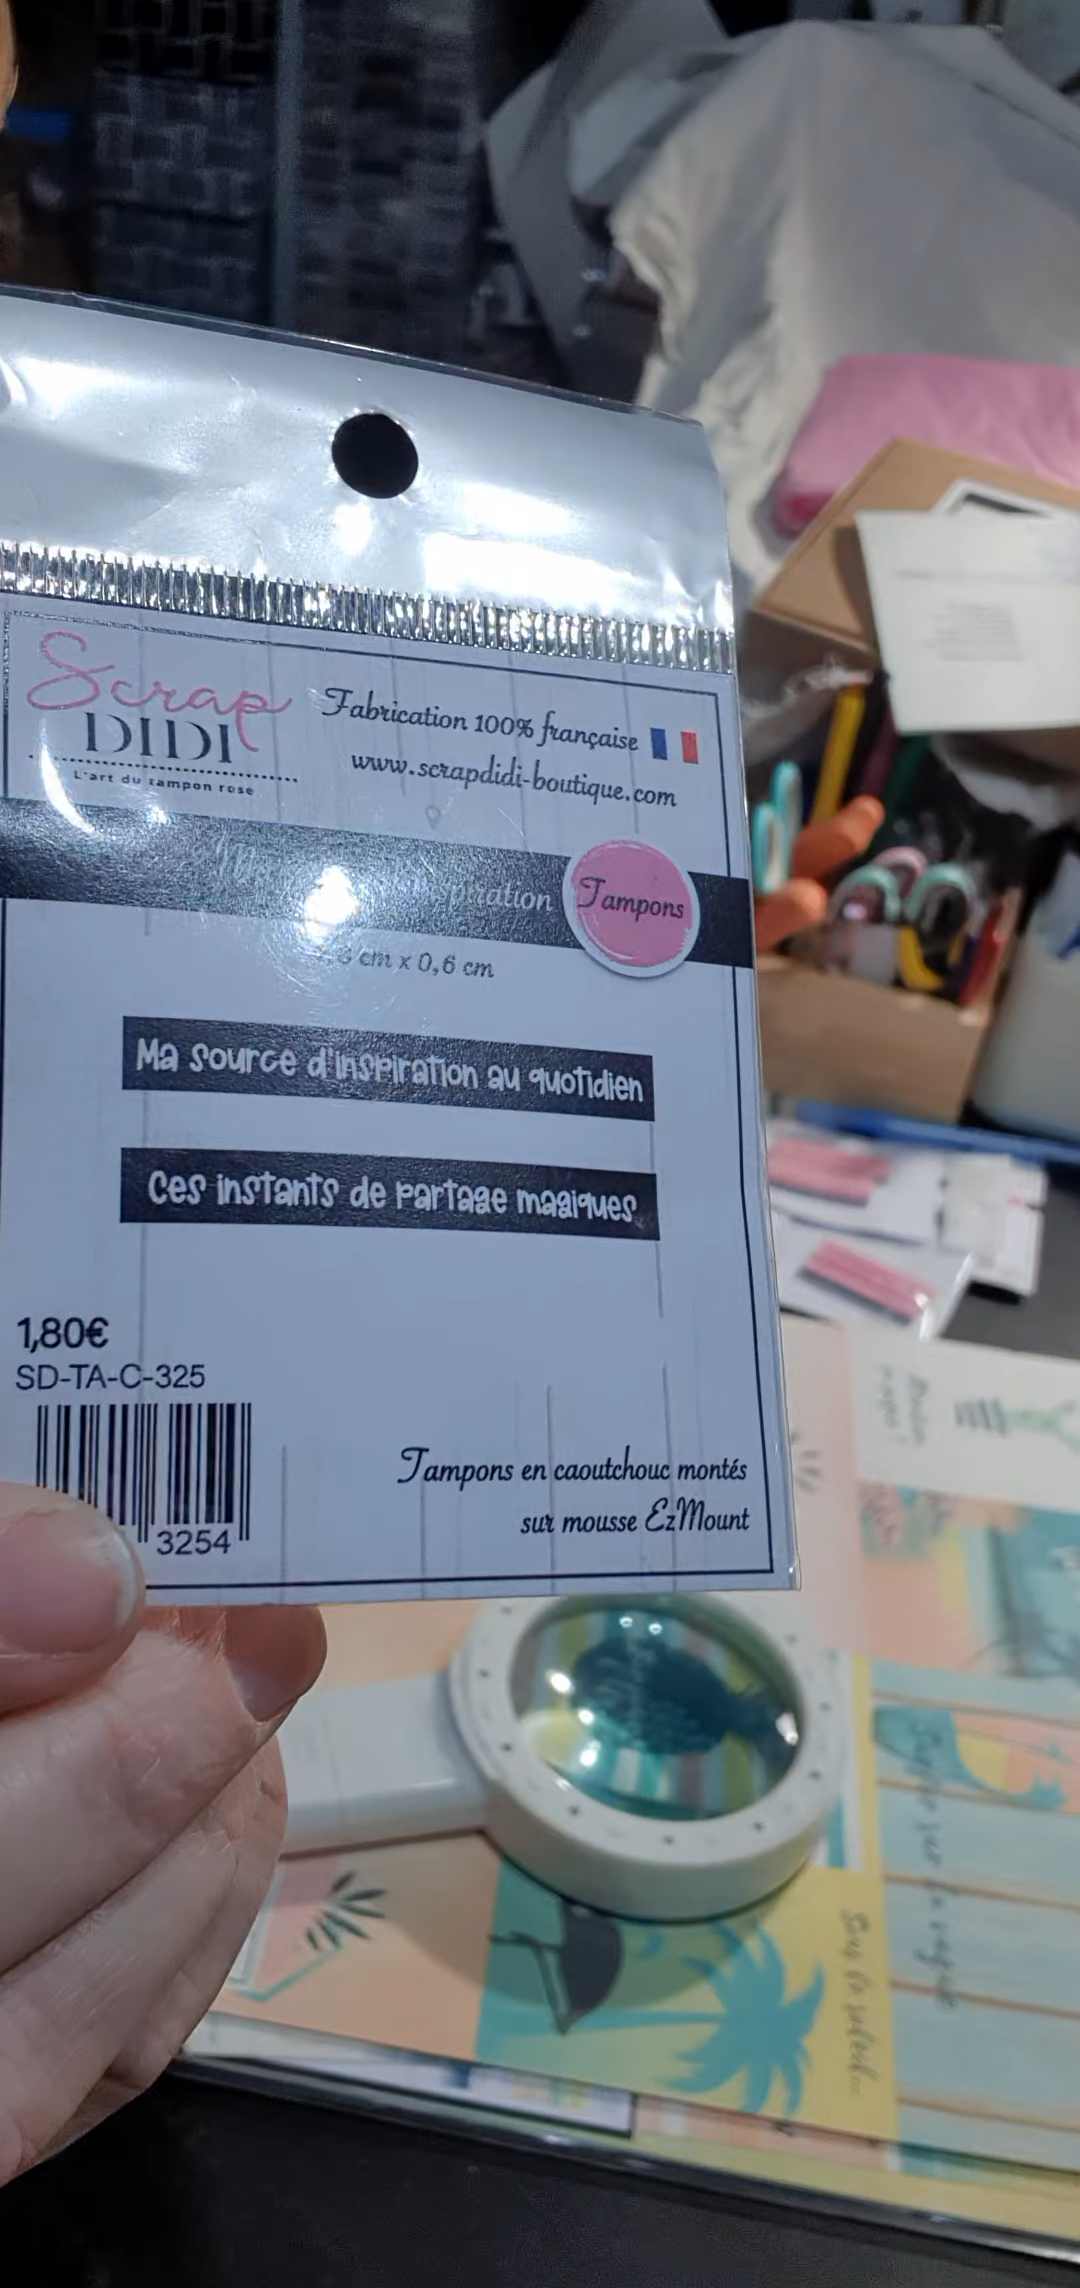 Scrap
DIDI
L'art du tampon rose
Fabrication 100% française
www.scrapdidi-boutique.com
inspiration
Tampons
cm x 0,6 cm
Ma source d'inspiration au quotidien
Ces instants de partage magiques
1,80€
SD-TA-C-325
3254
Tampons en caoutchouc montés
sur mousse EzMount